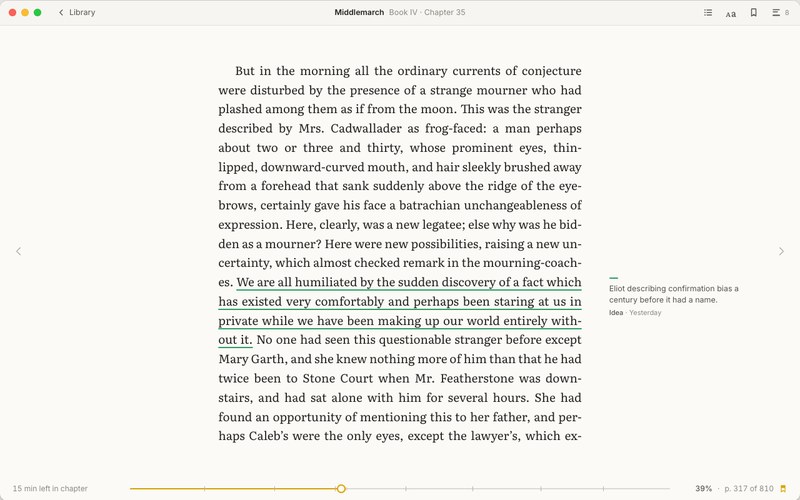 Library
Middlemarch Book IV · Chapter 35
Aa
8
But in the morning all the ordinary currents of conjecture
were disturbed by the presence of a strange mourner who had
plashed among them as if from the moon. This was the stranger
described by Mrs. Cadwallader as frog-faced: a man perhaps
about two or three and thirty, whose prominent eyes, thin-
lipped, downward-curved mouth, and hair sleekly brushed away
from a forehead that sank suddenly above the ridge of the eye-
brows, certainly gave his face a batrachian unchangeableness of
expression. Here, clearly, was a new legatee; else why was he bid-
den as a mourner? Here were new possibilities, raising a new un-
certainty, which almost checked remark in the mourning-coach-
es. We are all humiliated by the sudden discovery of a fact which
has existed very comfortably and perhaps been staring at us in
private while we have been making up our world entirely with-
out it. No one had seen this questionable stranger before except
Mary Garth, and she knew nothing more of him than that he had
twice been to Stone Court when Mr. Featherstone was down-
stairs, and had sat alone with him for several hours. She had
found an opportunity of mentioning this to her father, and per-
haps Caleb's were the only eyes, except the lawyer's, which ex-
Eliot describing confirmation bias a
century before it had a name.
Idea · Yesterday
15 min left in chapter
39% · p. 317 of 810